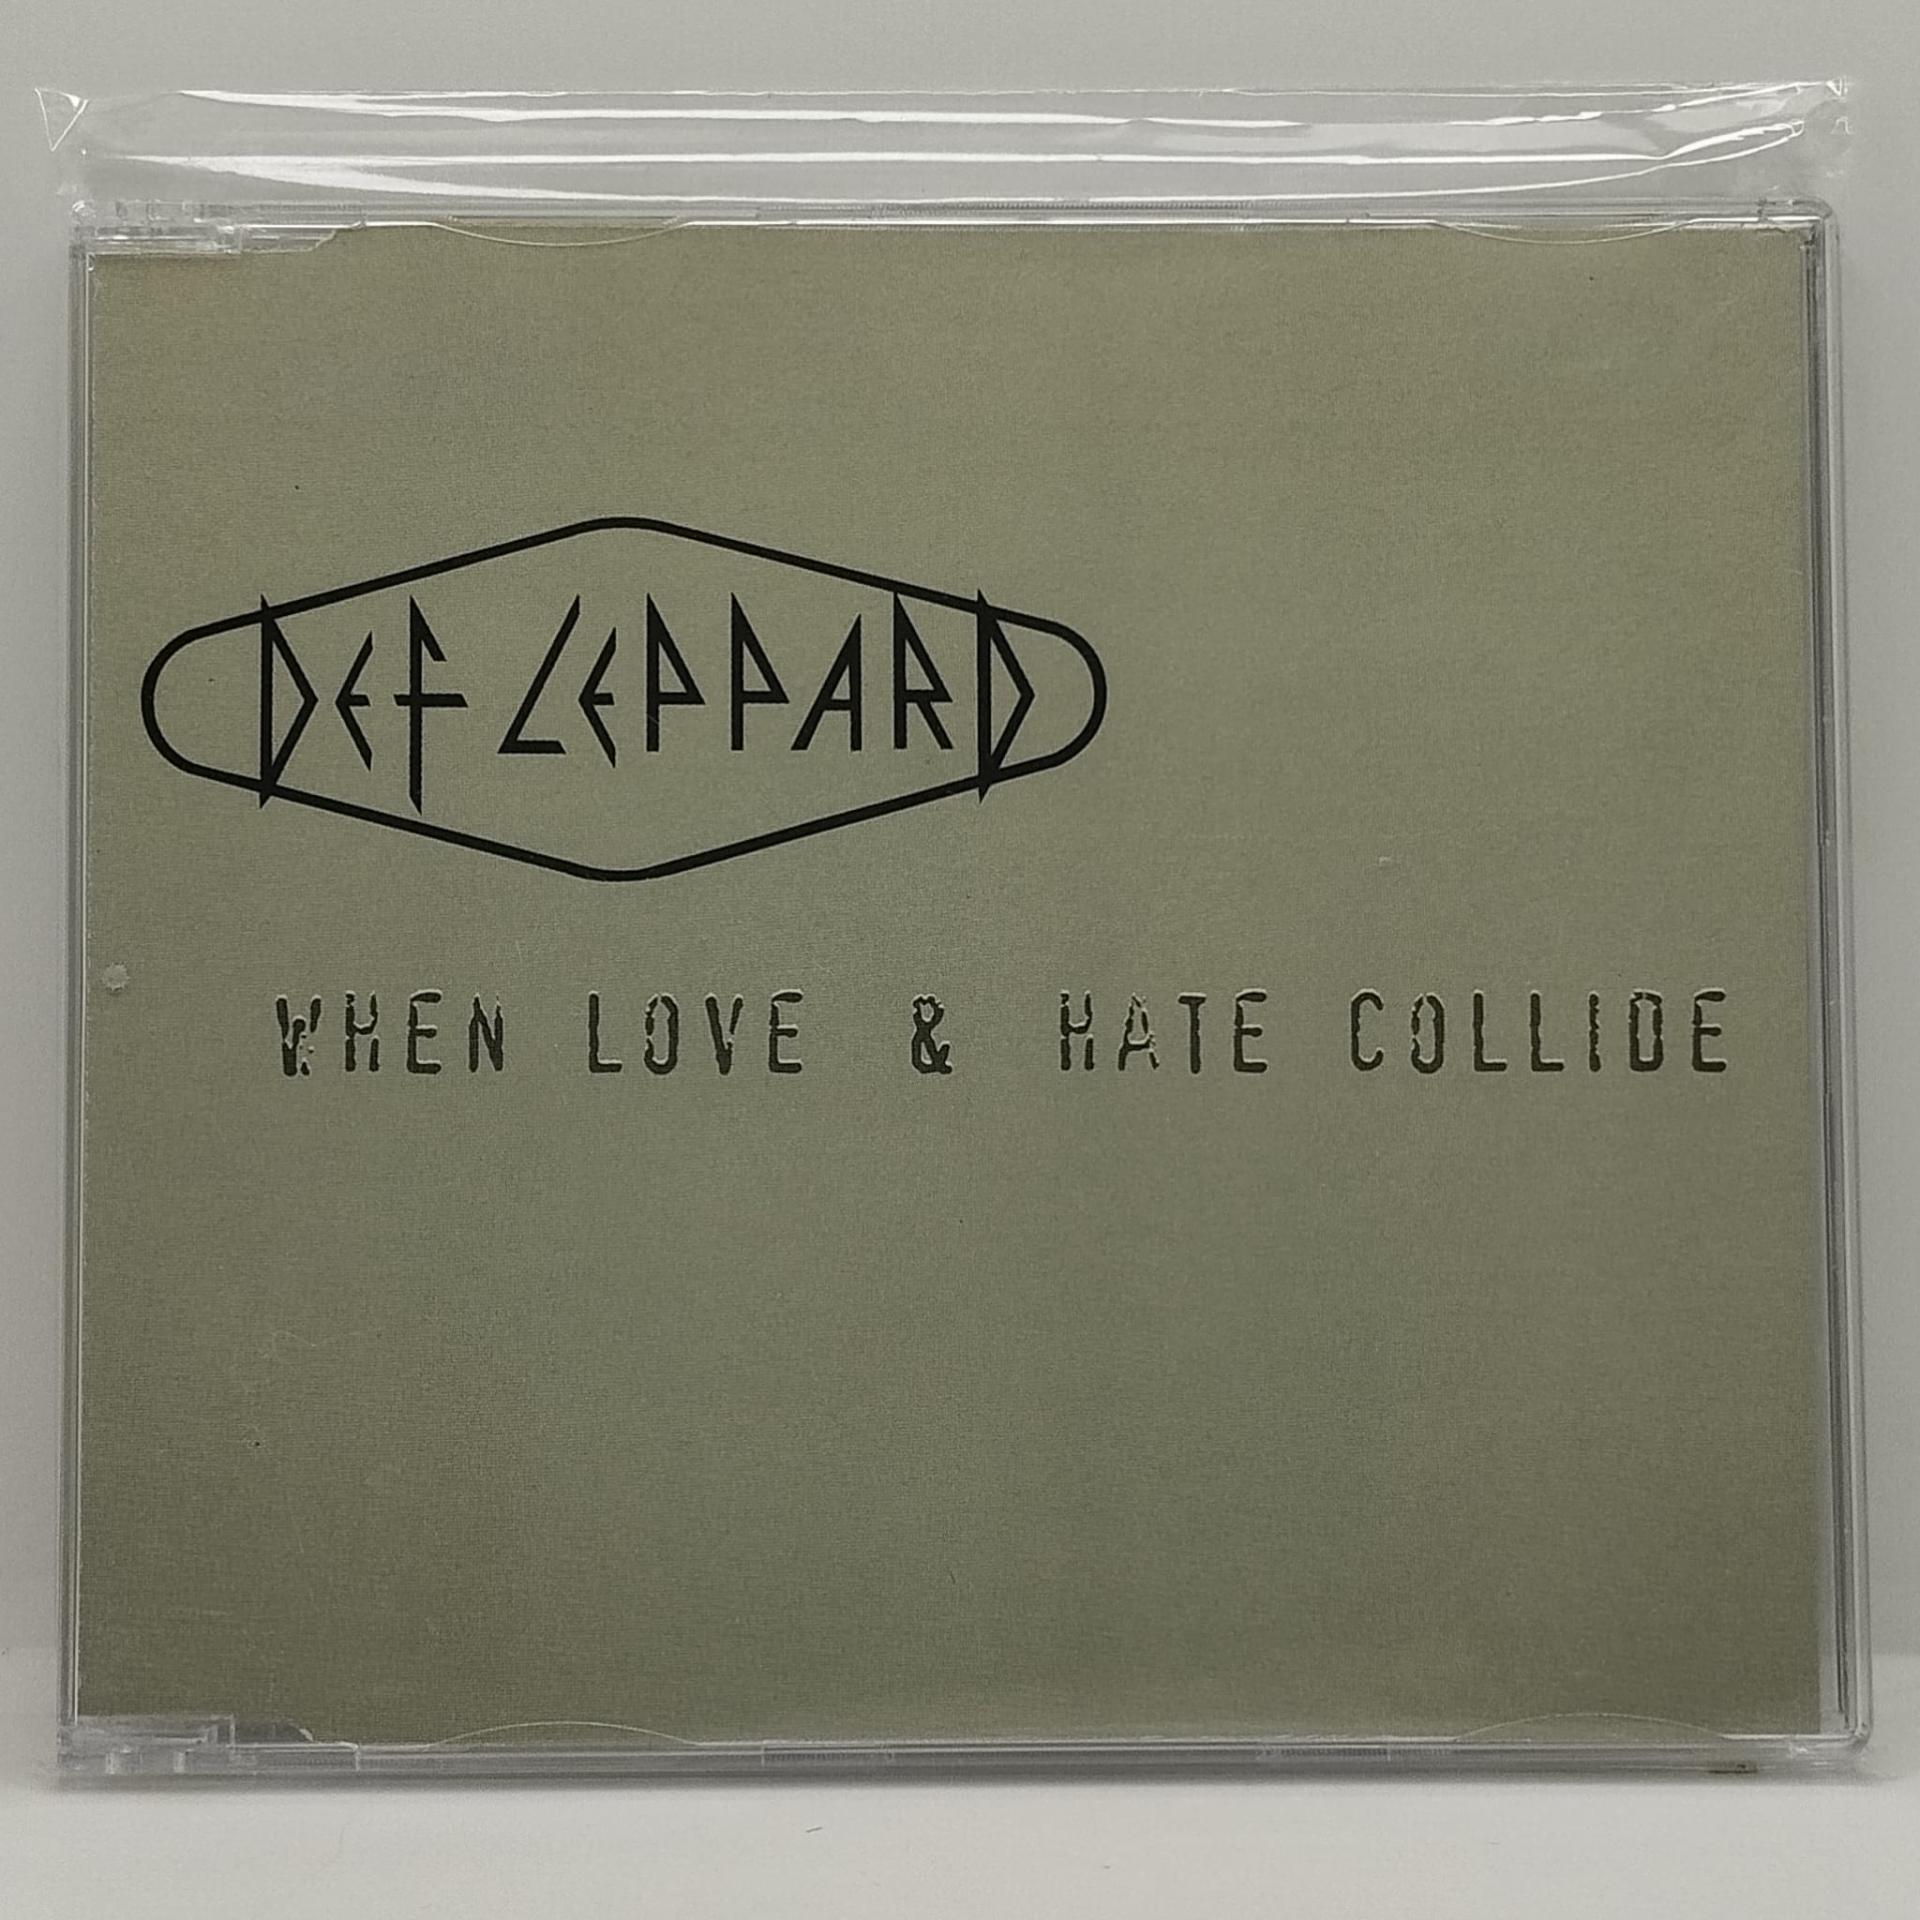 DEF LEPPARD
WHEN LOVE & HATE COLLIDE